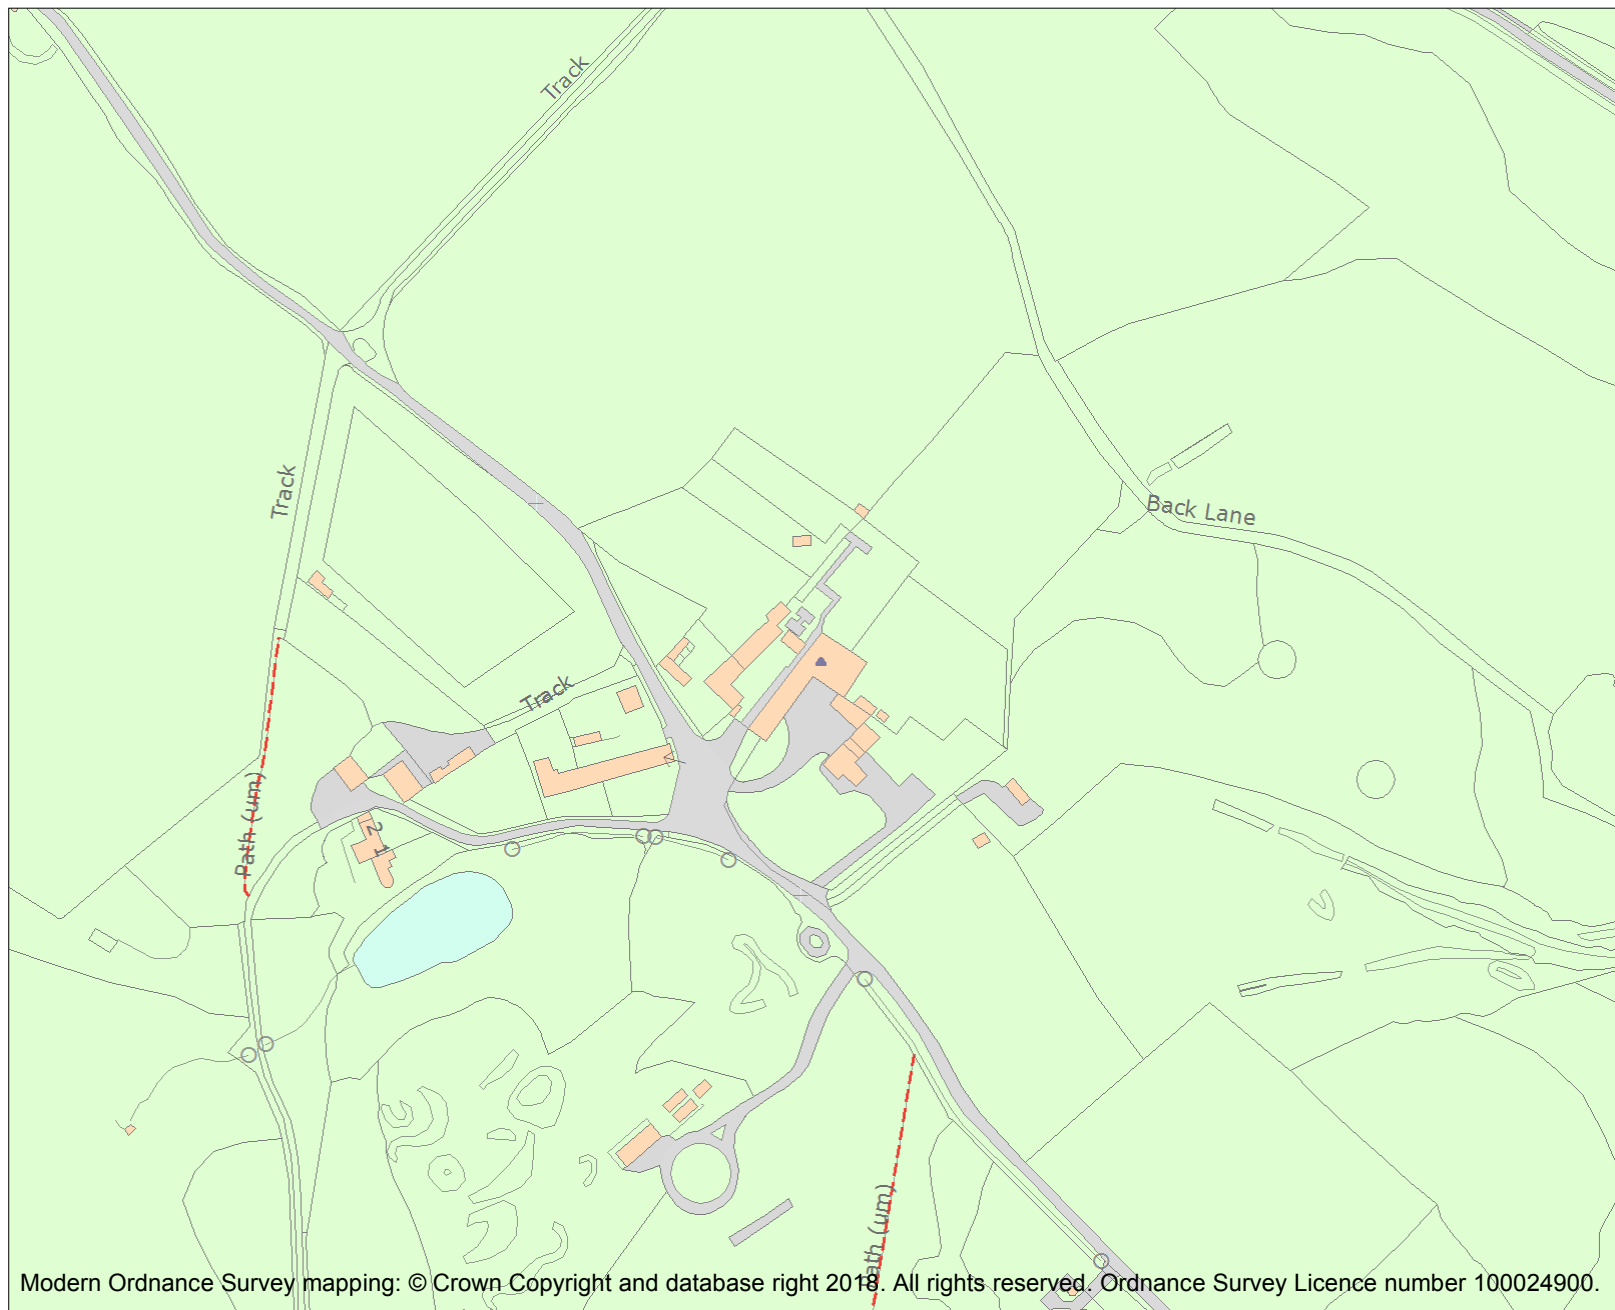 Track
Track
Back Lane
Track
Path (um)
2
1
Path (um)
Modern Ordnance Survey mapping: © Crown Copyright and database right 2018. All rights reserved. Ordnance Survey Licence number 100024900.